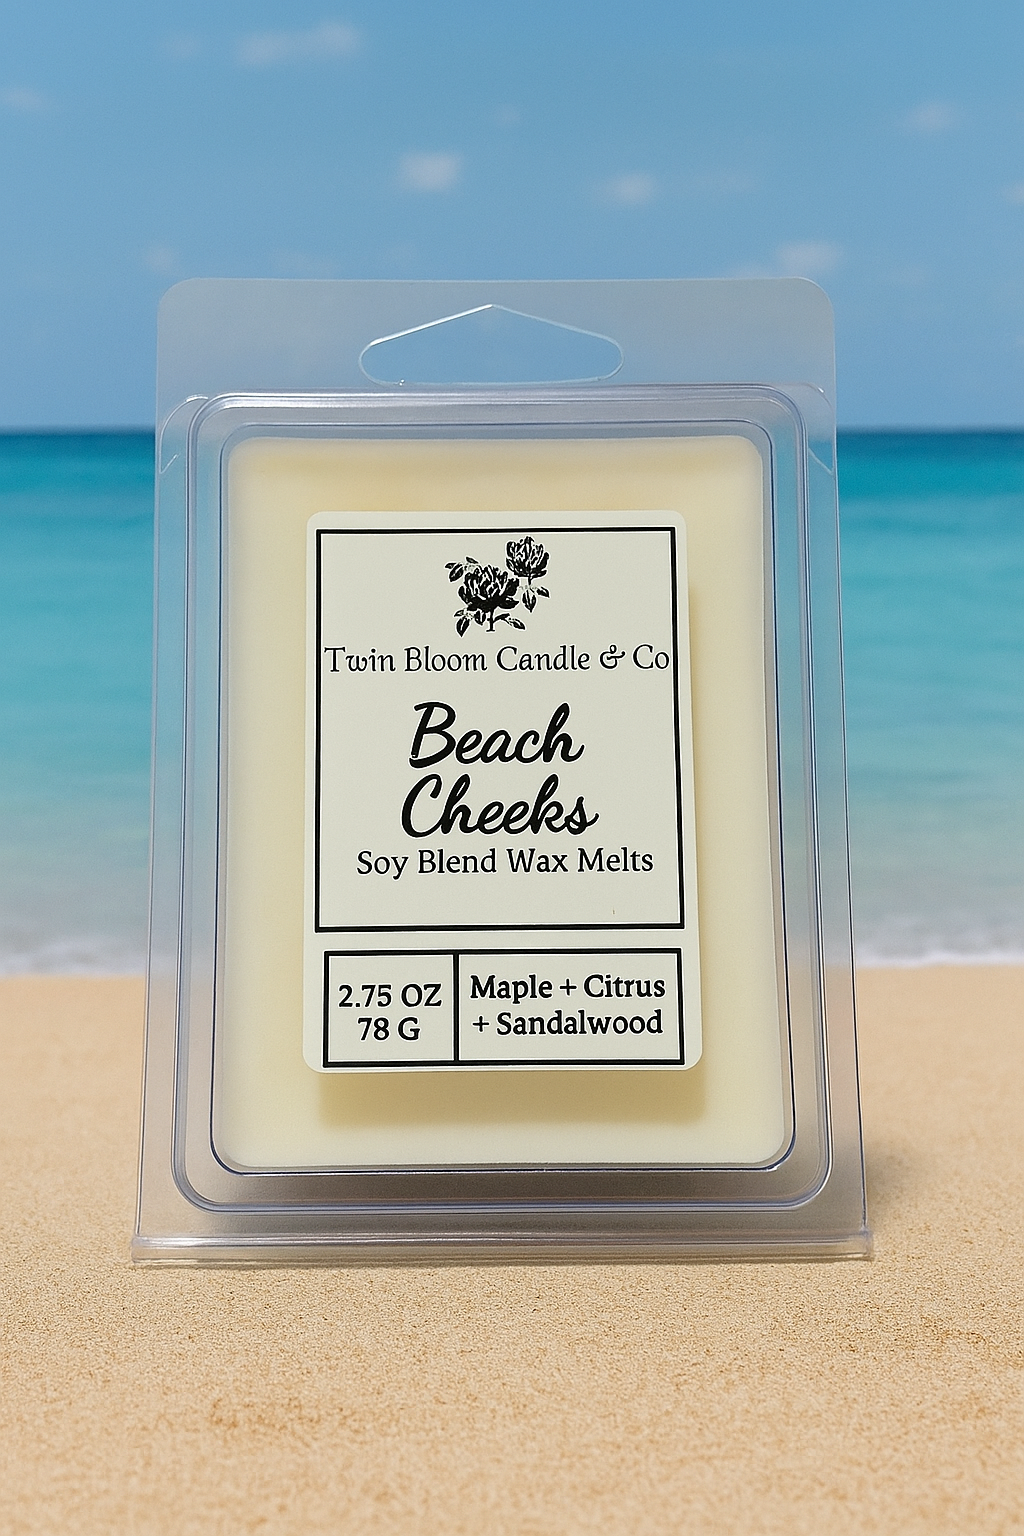 Twin Bloom Candle & Co
Beach
Cheeks
Soy Blend Wax Melts
2.75 OZ
78 G
Maple + Citrus
+ Sandalwood